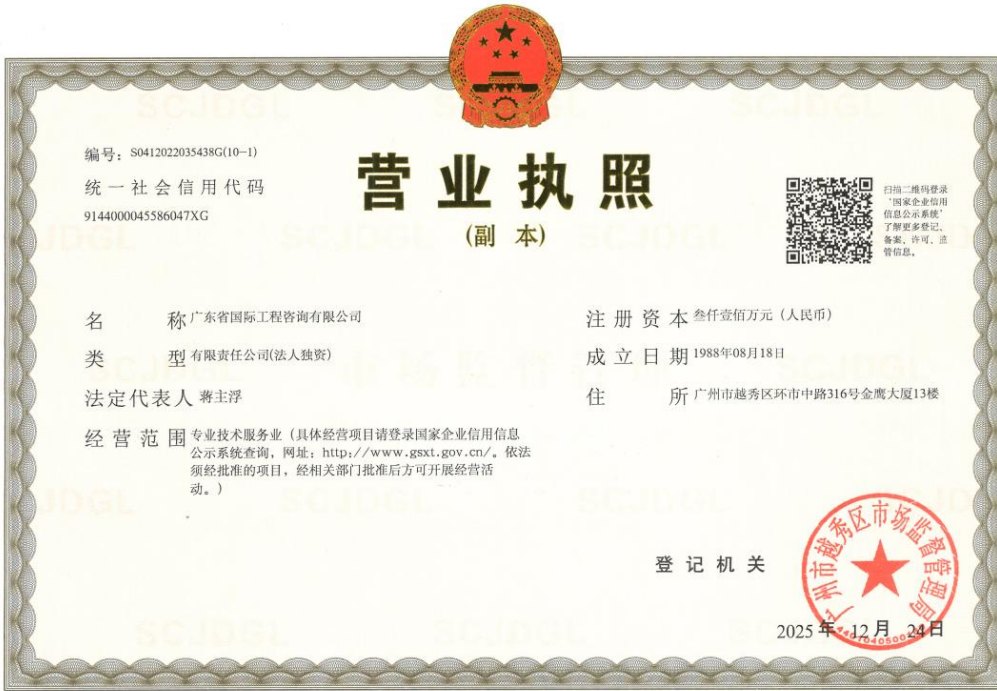 编号：S0412022035438G(10-1)
统一社会信用代码
9144000045586047XG
营业执照
(副 本)
扫描二维码登录
‘国家企业信用
信息公示系统’
了解更多登记、
备案、许可、监
管信息。
名 称 广东省国际工程咨询有限公司
类 型 有限责任公司(法人独资)
法定代表人 蒋主浮
经营范围 专业技术服务业（具体经营项目请登录国家企业信用信息
公示系统查询，网址：http://www.gsxt.gov.cn/。依法
须经批准的项目，经相关部门批准后方可开展经营活
动。）
注册资本 叁仟壹佰万元（人民币）
成立日期 1988年08月18日
住 所 广州市越秀区环市中路316号金鹰大厦13楼
登记机关
广州市越秀区市场监督管理局
2025年12月24日
SCJDGL
市场监督管理